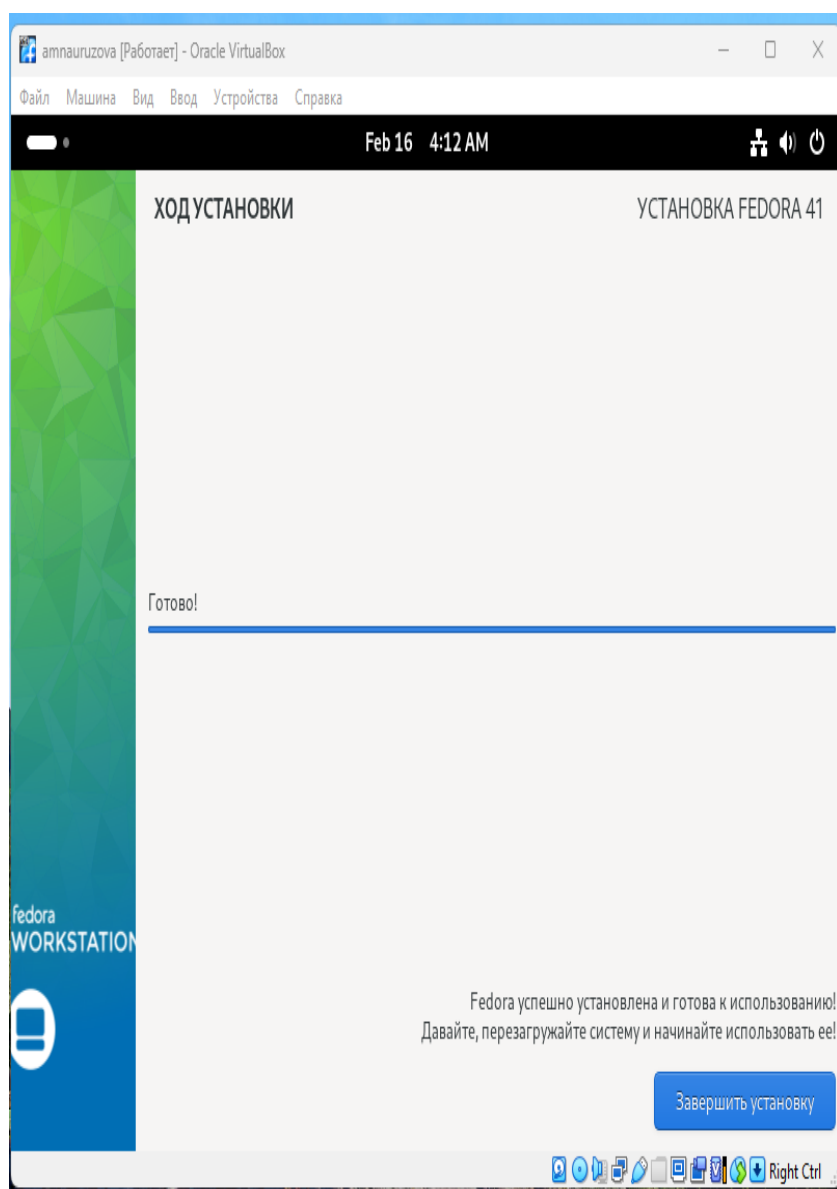 amnauruzova [Работает] - Oracle VirtualBox
Файл Машина Вид Ввод Устройства Справка
Feb 16 4:12 AM
ХОД УСТАНОВКИ
УСТАНОВКА FEDORA 41
Готово!
fedora
WORKSTATION
Fedora успешно установлена и готова к использованию!
Давайте, перезагружайте систему и начинайте использовать ее!
Завершить установку
Right Ctrl